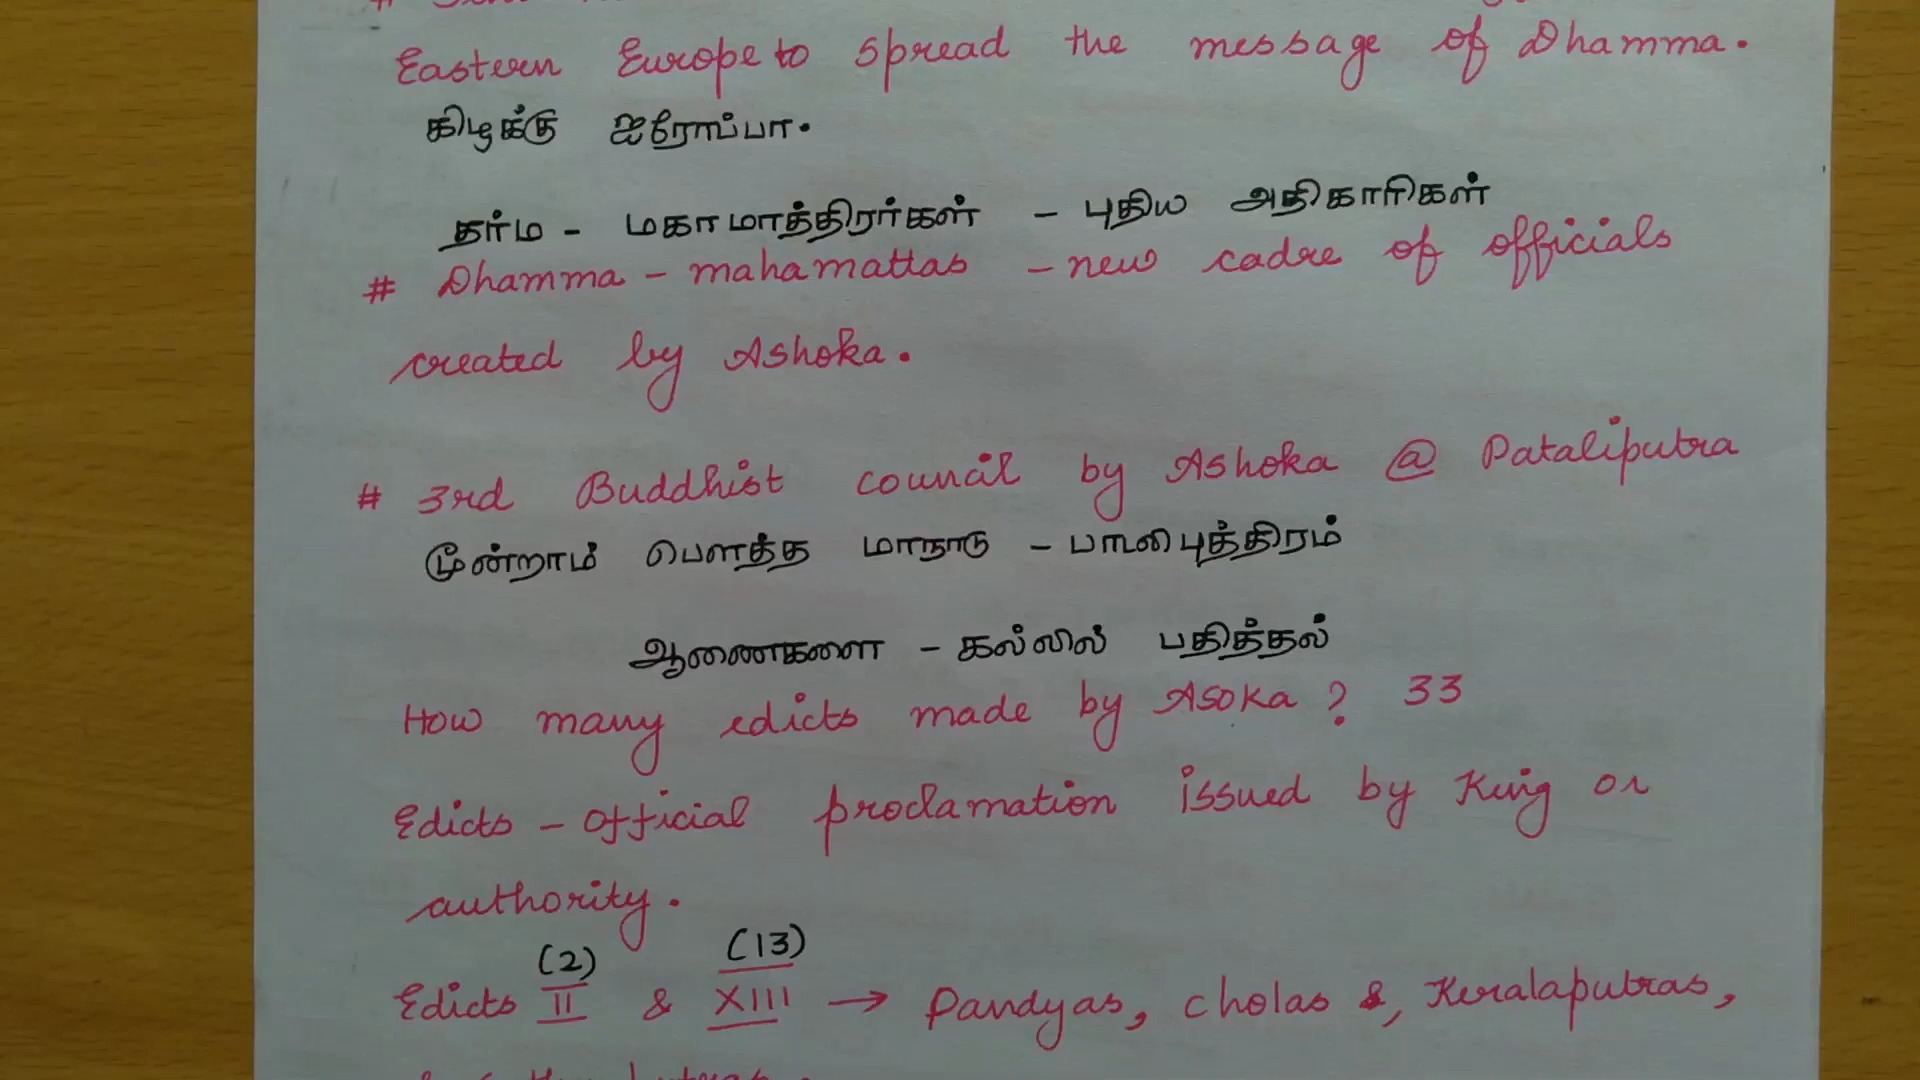 Eastern Europe to spread the message of Dhamma.
கிழக்கு ஐரோப்பா.
தர்ம - மகாமாத்திரர்கள் - புதிய அதிகாரிகள்
# Dhamma - mahamattas - new cadre of officials
created by Ashoka.
# 3rd Buddhist council by Ashoka @ Pataliputra
மூன்றாம் பௌத்த மாநாடு - பாடலிபுத்திரம்
ஆணைகளை - கல்லில் பதித்தல்
How many edicts made by Asoka ? 33
Edicts - official proclamation issued by King or
authority.
(2) (13)
Edicts II & XIII → Pandyas, Cholas &, Keralaputras,